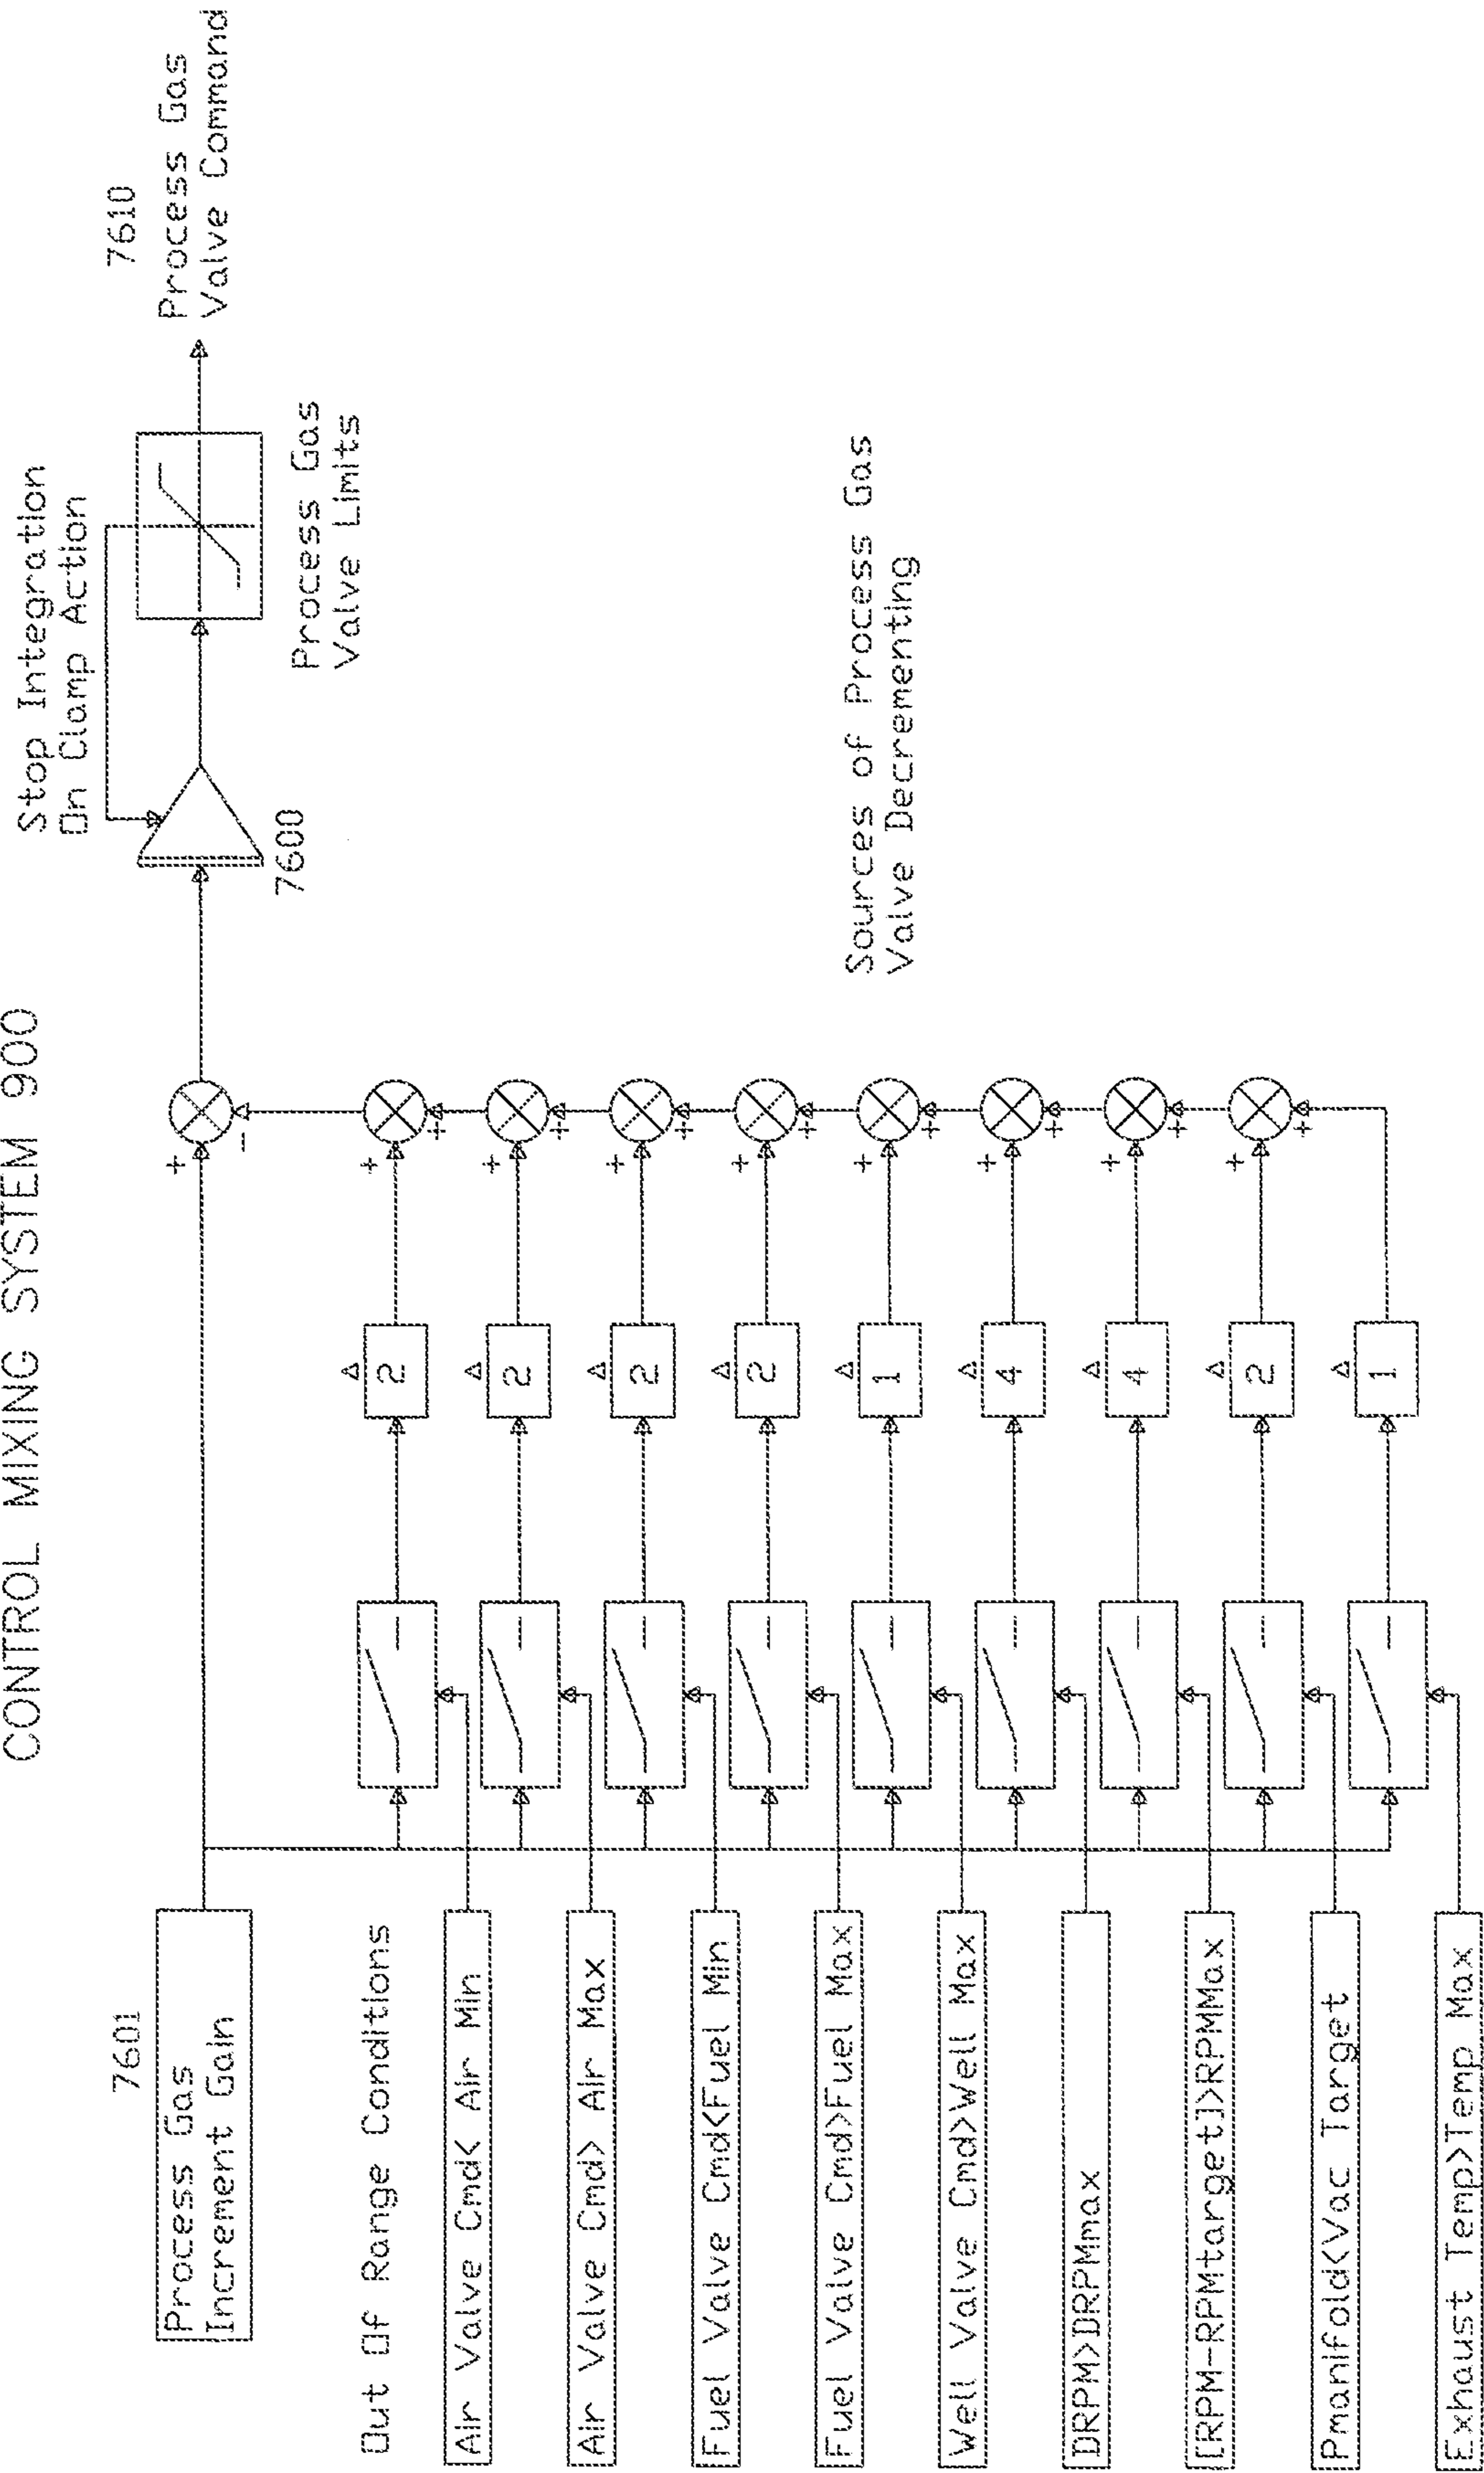 CONTROL MIXING SYSTEM 900
7601
Process Gas
Increment Gain
+
-
Stop Integration
On Clamp Action
7600
Process Gas
Valve Limits
7610
Process Gas
Valve Command
Out Of Range Conditions
Air Valve Cmd< Air Min
2
+
+
Air Valve Cmd> Air Max
2
+
+
Fuel Valve Cmd<Fuel Min
2
+
+
Fuel Valve Cmd>Fuel Max
2
+
+
Well Valve Cmd>Well Max
1
+
+
DRPM>DRPMmax
4
+
+
[RPM-RPMtarget]>RPMMax
4
+
+
Pmanifold<Vac Target
2
+
+
Exhaust Temp>Temp Max
1
Sources of Process Gas
Valve Decrementing